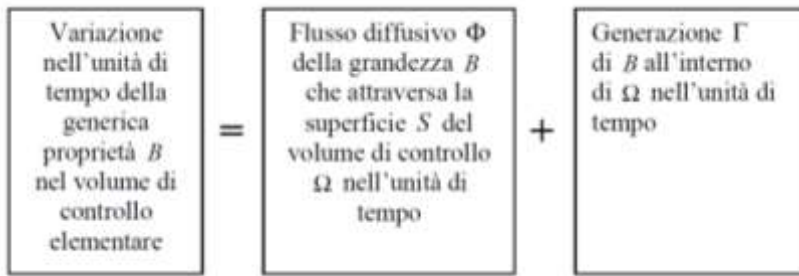 Variazione
nell'unità di
tempo della
generica
proprietà B
nel volume di
controllo
elementare
=
Flusso diffusivo Φ
della grandezza B
che attraversa la
superficie S del
volume di controllo
Ω nell'unità di
tempo
+
Generazione Γ
di B all'interno
di Ω nell'unità di
tempo